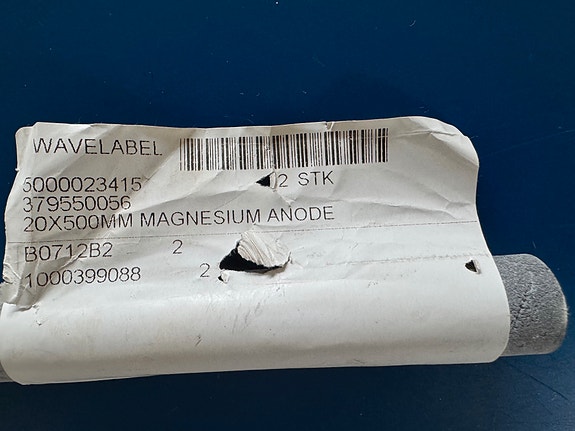 WAVELABEL
5000023415 2 STK
379550056
20X500MM MAGNESIUM ANODE
B0712B2 2
1000399088 2